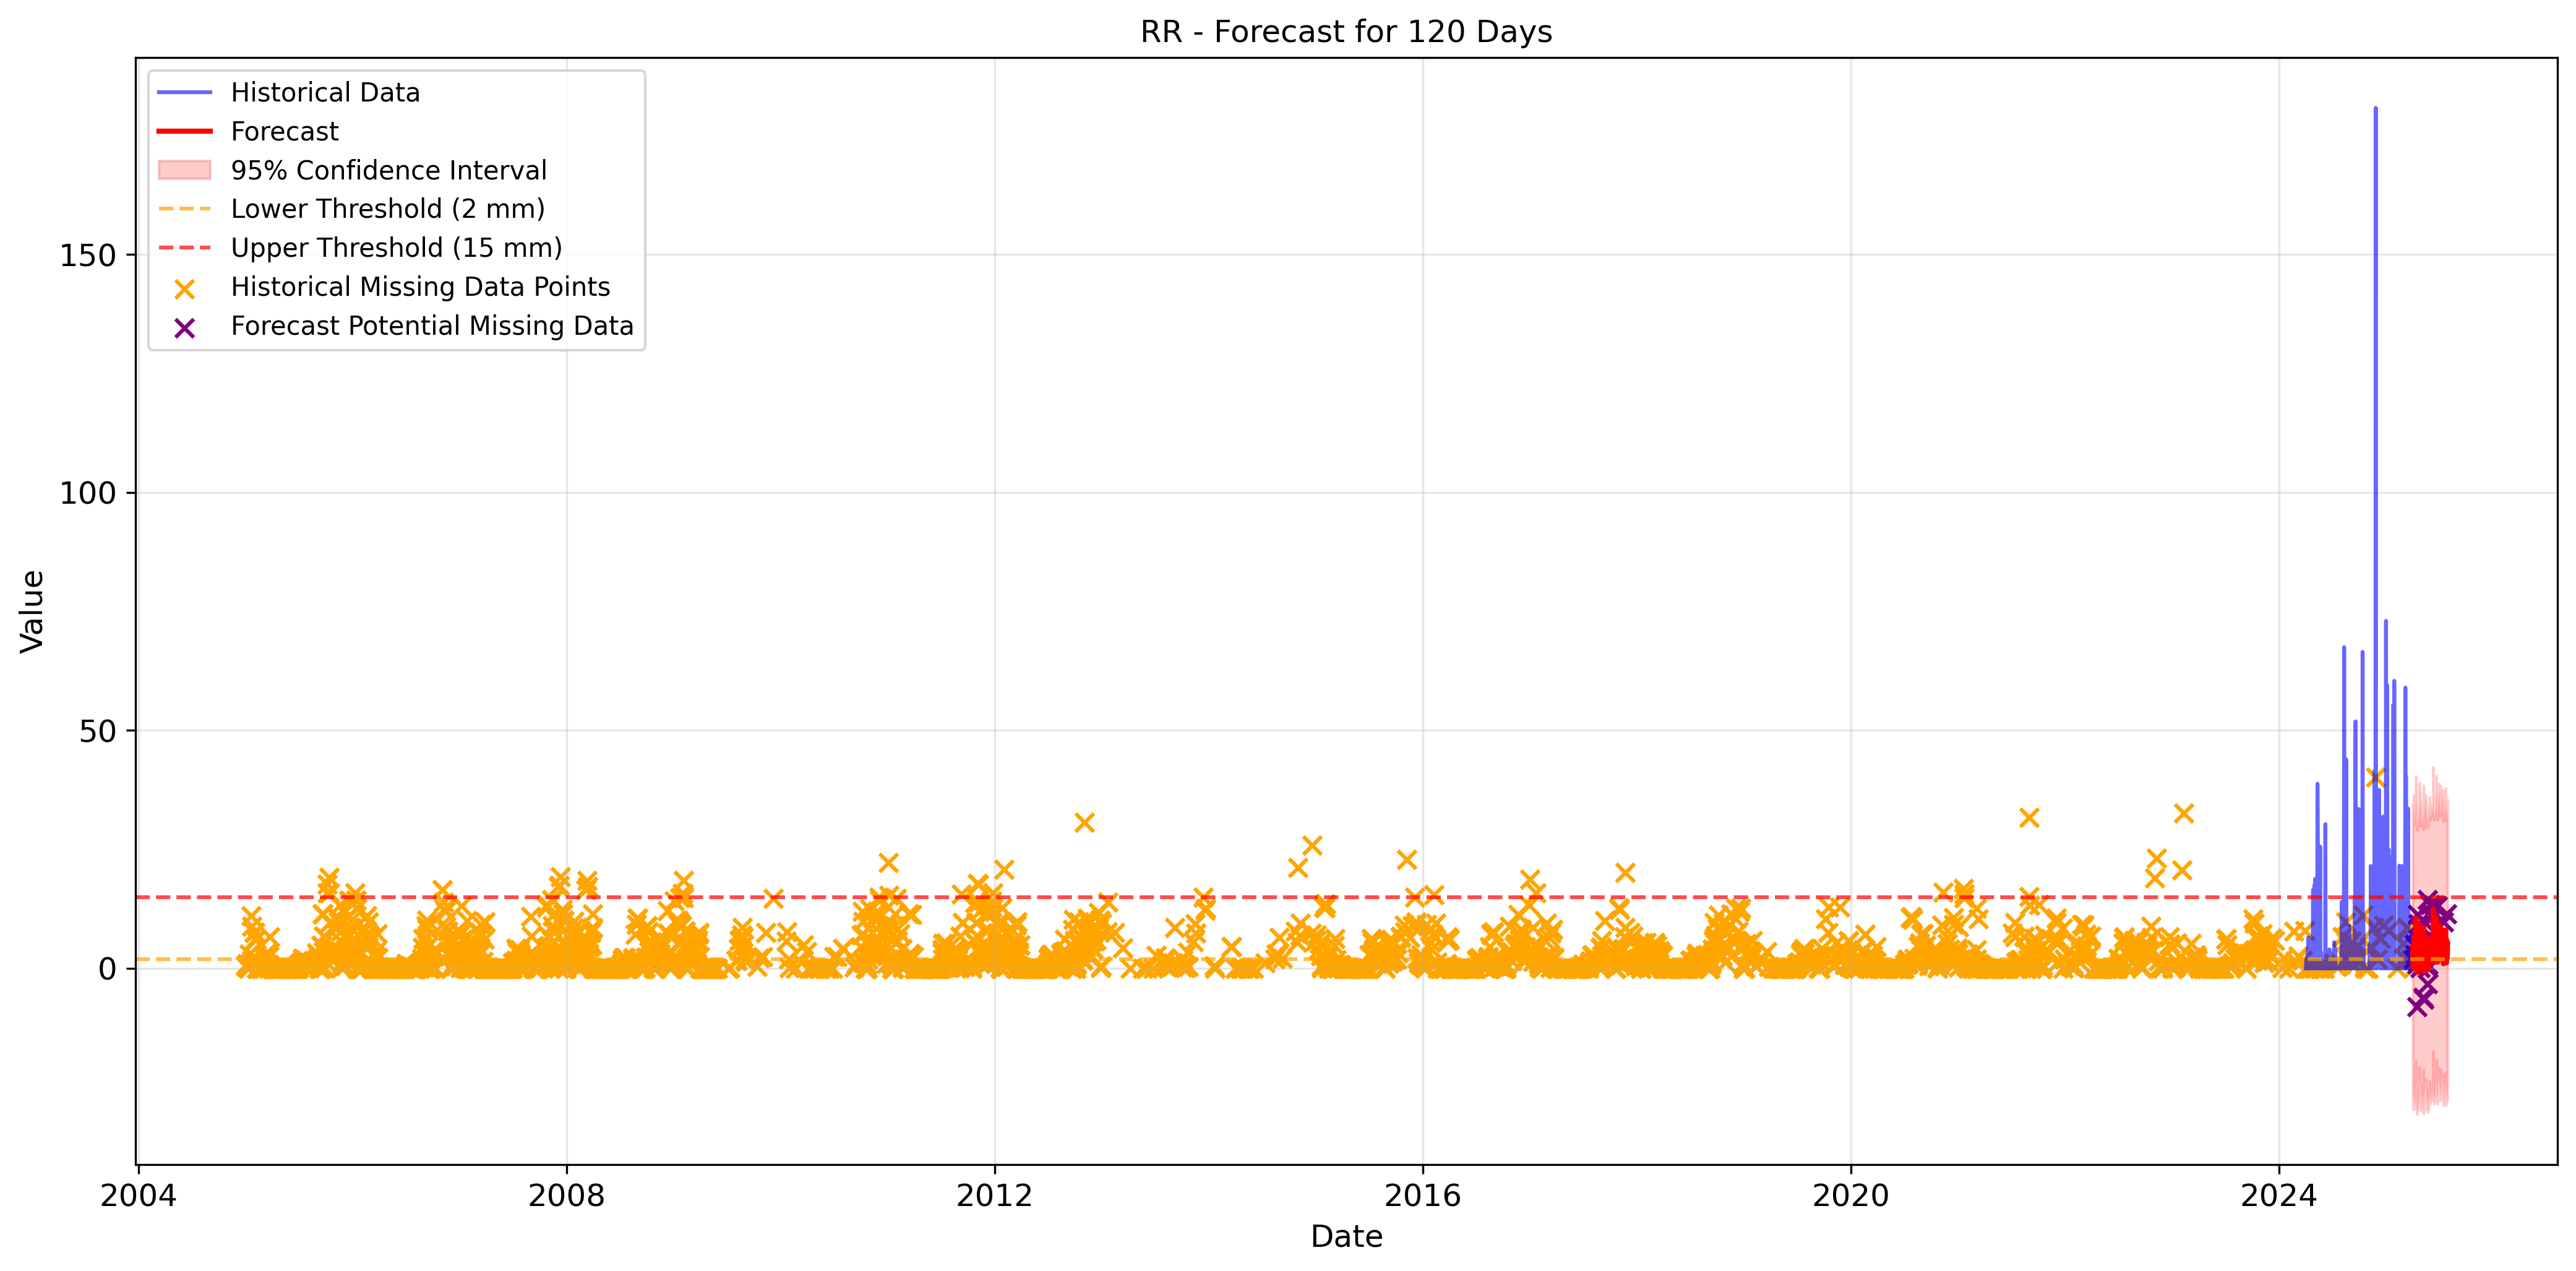 RR - Forecast for 120 Days
Historical Data
Forecast
95% Confidence Interval
Lower Threshold (2 mm)
Upper Threshold (15 mm)
Historical Missing Data Points
Forecast Potential Missing Data
Value
150
100
50
0
2004 2008 2012 2016 2020 2024
Date